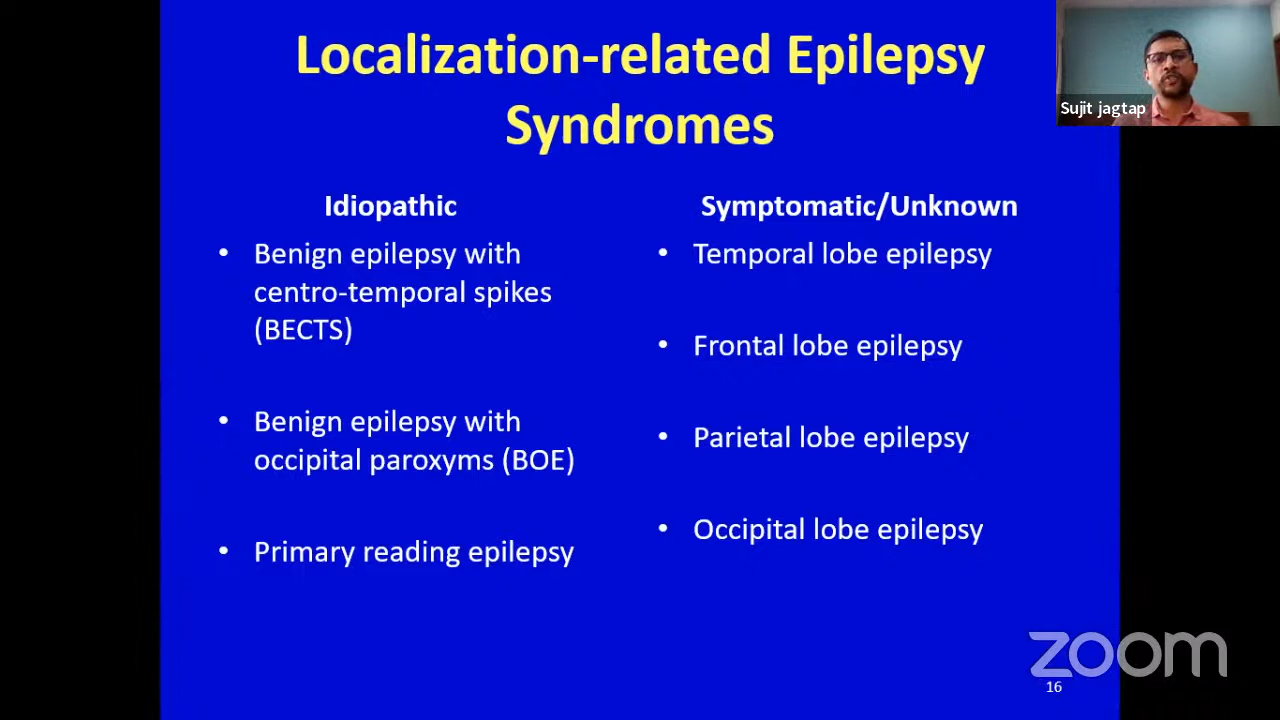 Localization-related Epilepsy
Syndromes
Sujit jagtap
Idiopathic
• Benign epilepsy with
centro-temporal spikes
(BECTS)
• Benign epilepsy with
occipital paroxyms (BOE)
• Primary reading epilepsy
Symptomatic/Unknown
• Temporal lobe epilepsy
• Frontal lobe epilepsy
• Parietal lobe epilepsy
• Occipital lobe epilepsy
zoom
16